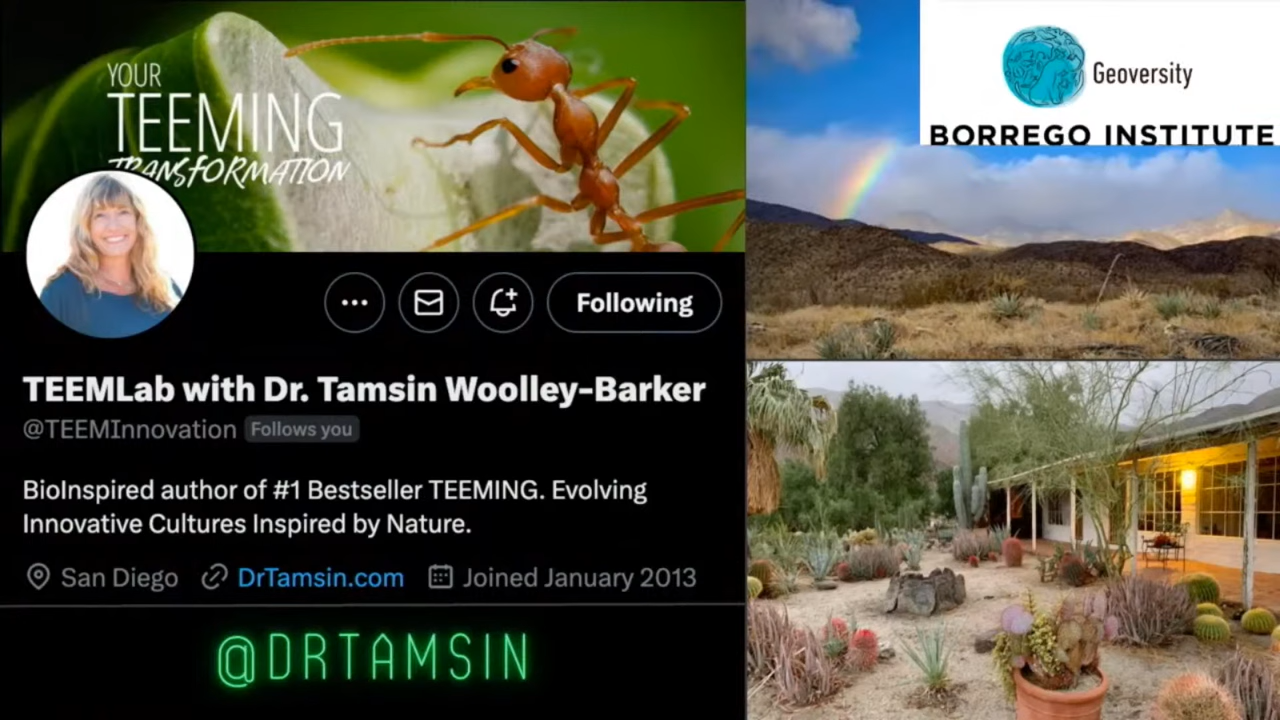 YOUR
TEEMING
TRANSFORMATION
Following
TEEMLab with Dr. Tamsin Woolley-Barker
@TEEMInnovation Follows you
BioInspired author of #1 Bestseller TEEMING. Evolving
Innovative Cultures Inspired by Nature.
San Diego DrTamsin.com Joined January 2013
@DRTAMSIN
Geoversity
BORREGO INSTITUTE